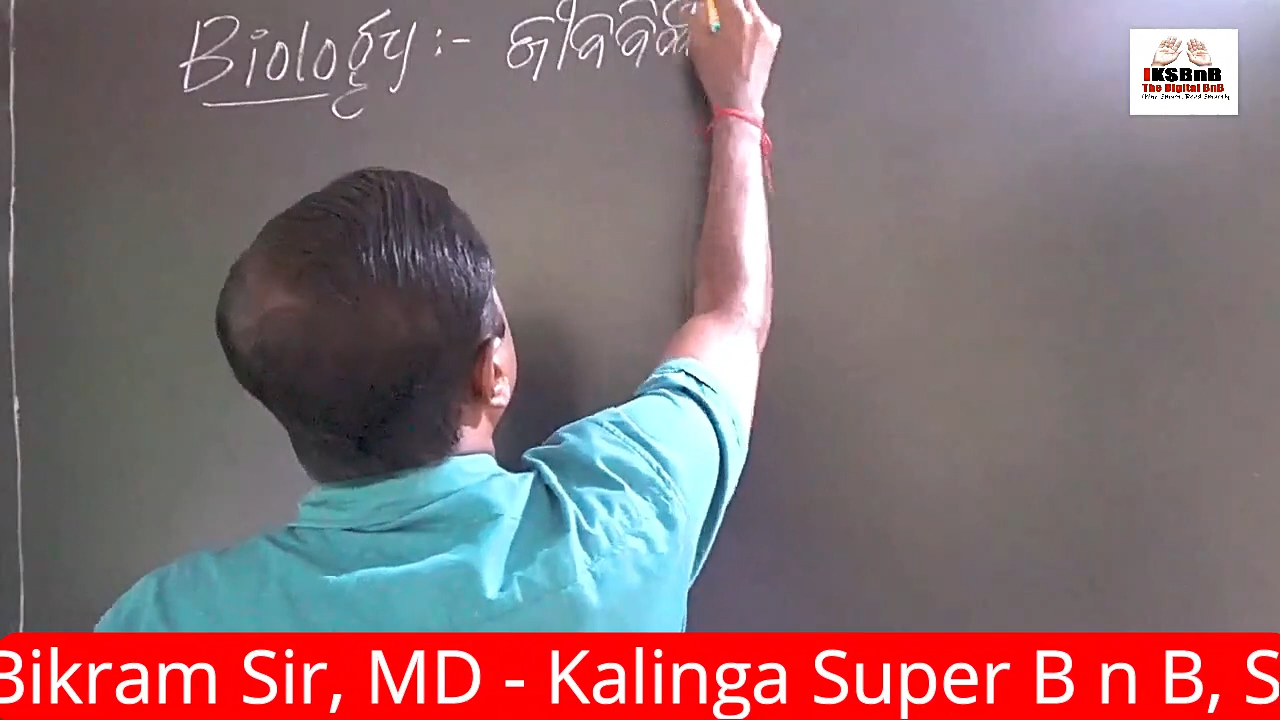 Biology :- ଜୀବବି
IKSBnB
The Digital BnB
Bikram Sir, MD - Kalinga Super B n B, S